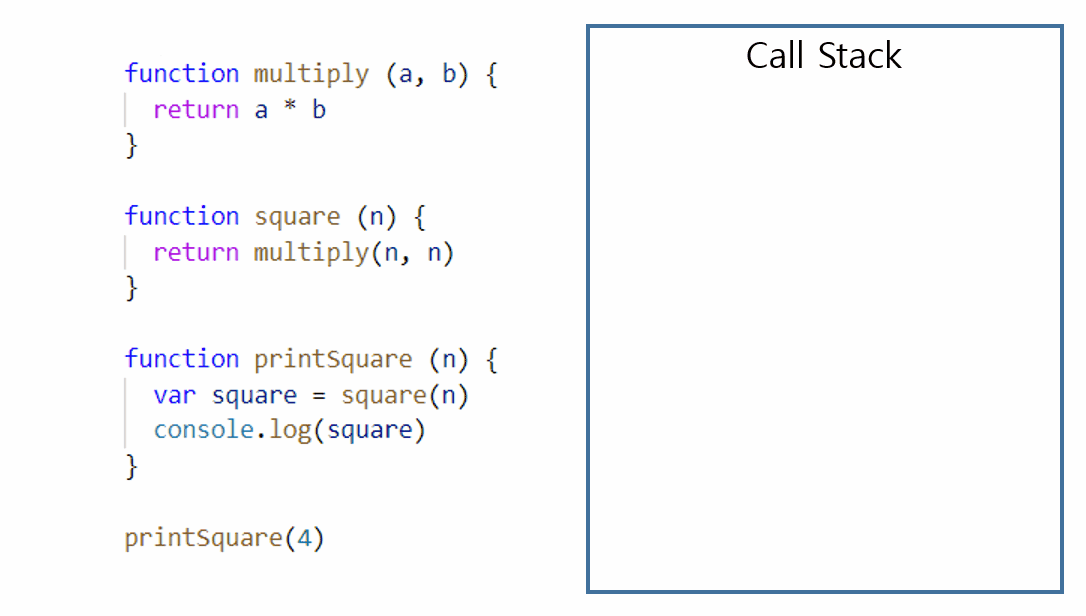 function multiply (a, b) {
  return a * b
}
function square (n) {
  return multiply(n, n)
}
function printSquare (n) {
  var square = square(n)
  console.log(square)
}
printSquare(4)
Call Stack